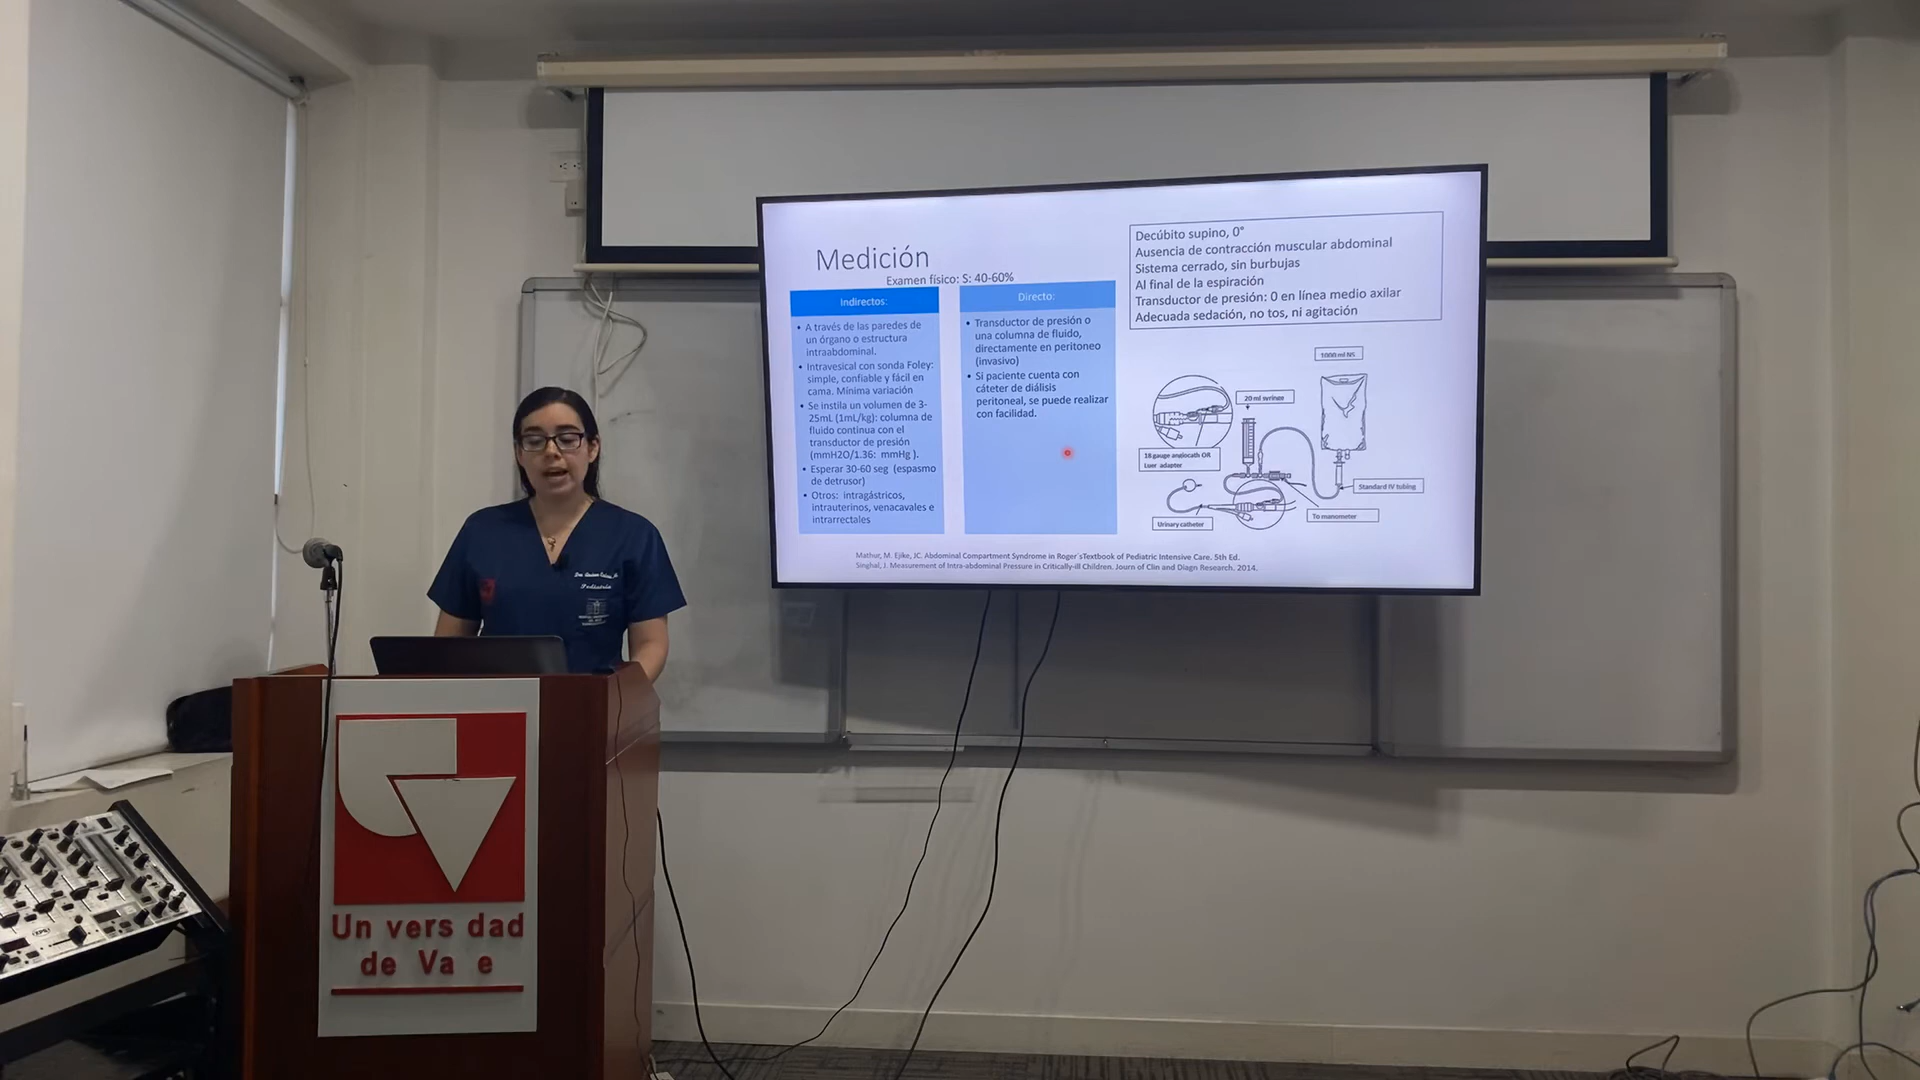 Medición
Examen físico: S: 40-60%
Indirectos:
• A través de las paredes de
un órgano o estructura
intraabdominal.
• Intravesical con sonda Foley:
simple, confiable y fácil en
cama. Mínima variación
• Se instila un volumen de 3-
25mL (1mL/kg): columna de
fluido continua con el
transductor de presión
(mmH2O/1.36: mmHg ).
• Esperar 30-60 seg (espasmo
de detrusor)
• Otros: intragástricos,
intrauterinos, venacavales e
intrarrectales
Directo:
• Transductor de presión o
una columna de fluido,
directamente en peritoneo
(invasivo)
• Si paciente cuenta con
cáteter de diálisis
peritoneal, se puede realizar
con facilidad.
Decúbito supino, 0°
Ausencia de contracción muscular abdominal
Sistema cerrado, sin burbujas
Al final de la espiración
Transductor de presión: 0 en línea medio axilar
Adecuada sedación, no tos, ni agitación
1000 ml NS
20 ml syringe
18 gauge angiocath OR
Luer adapter
Standard IV tubing
To manometer
Urinary catheter
Mathur, M. Ejike, JC. Abdominal Compartment Syndrome in Roger´sTextbook of Pediatric Intensive Care. 5th Ed.
Singhal, J. Measurement of Intra-abdominal Pressure in Critically-ill Children. Journ of Clin and Diagn Research. 2014.
Pediatría
Un vers dad
de Va e